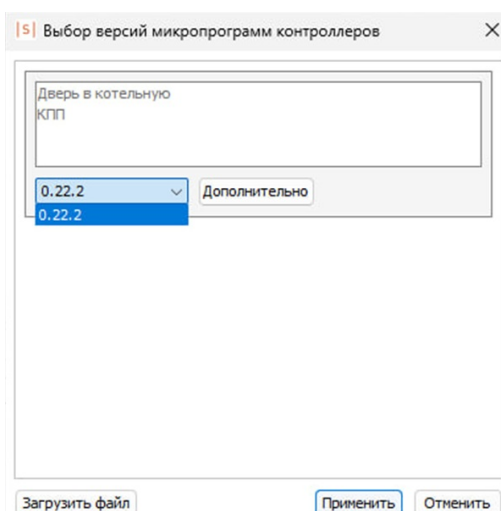 |S| Выбор версий микропрограмм контроллеров
Дверь в котельную
КПП
0.22.2
Дополнительно
0.22.2
Загрузить файл
Применить
Отменить